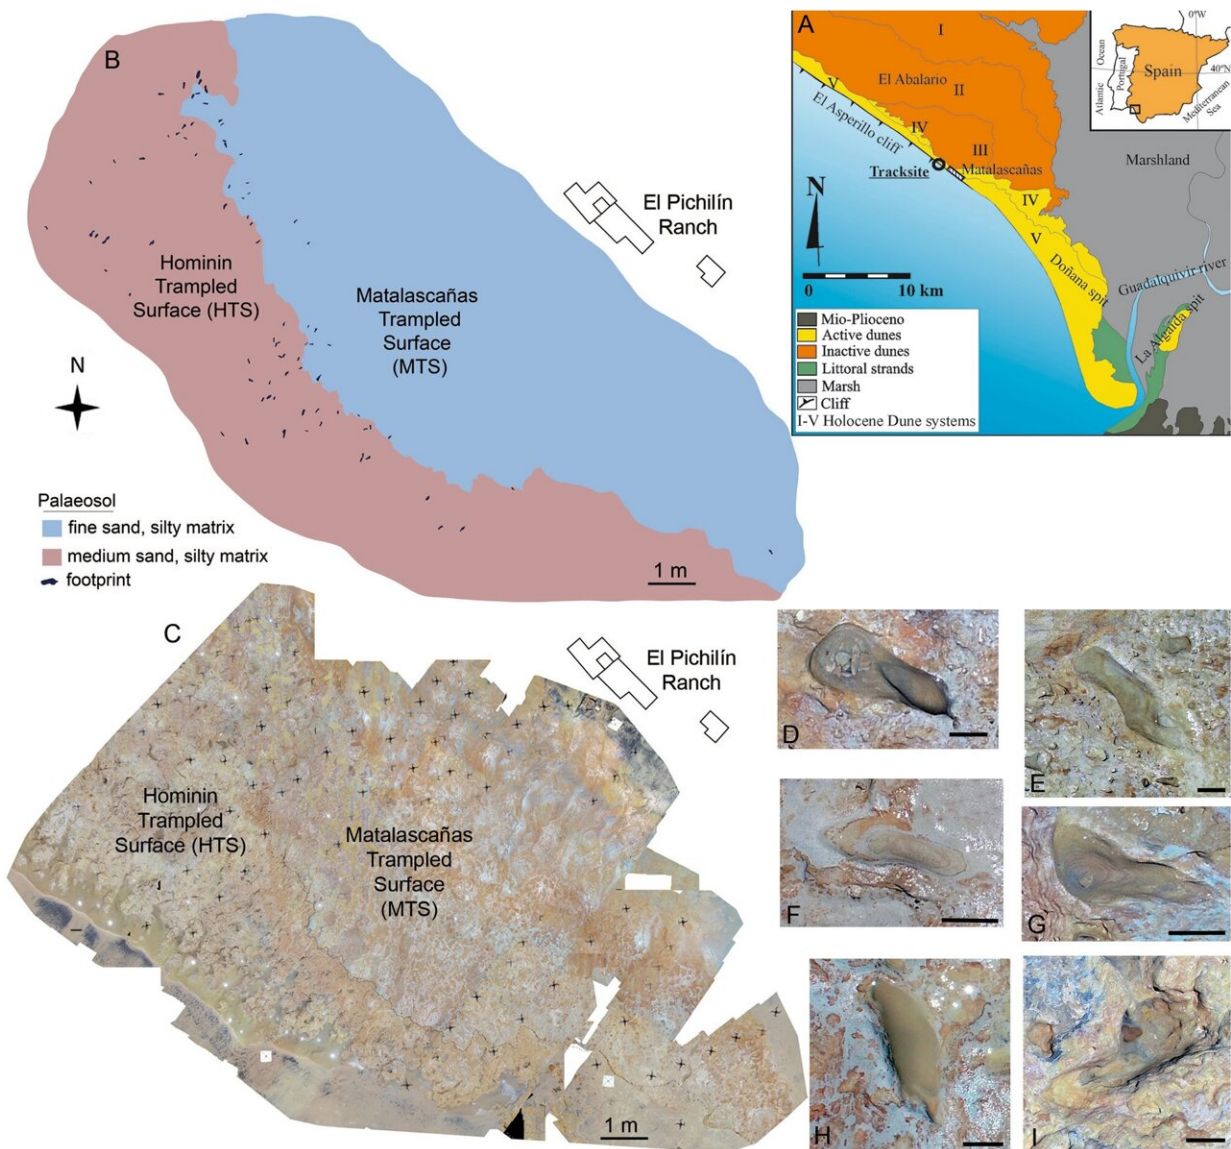 B
Hominin
Trampled
Surface (HTS)
Matalascañas
Trampled
Surface
(MTS)
El Pichilín
Ranch
N
Palaeosol
fine sand, silty matrix
medium sand, silty matrix
footprint
1 m
A
I
El Abalario
II
V
El Asperillo cliff
IV
III
Matalascañas
Tracksite
IV
V
Doñana spit
Marshland
Guadalquivir river
La Algaida spit
N
0
10 km
Mio-Plioceno
Active dunes
Inactive dunes
Littoral strands
Marsh
Cliff
I-V Holocene Dune systems
0ºW
40ºN
Spain
Portugal
Atlantic Ocean
Mediterranean
Sea
C
Hominin
Trampled
Surface (HTS)
Matalascañas
Trampled
Surface
(MTS)
El Pichilín
Ranch
1 m
D
E
F
G
H
I